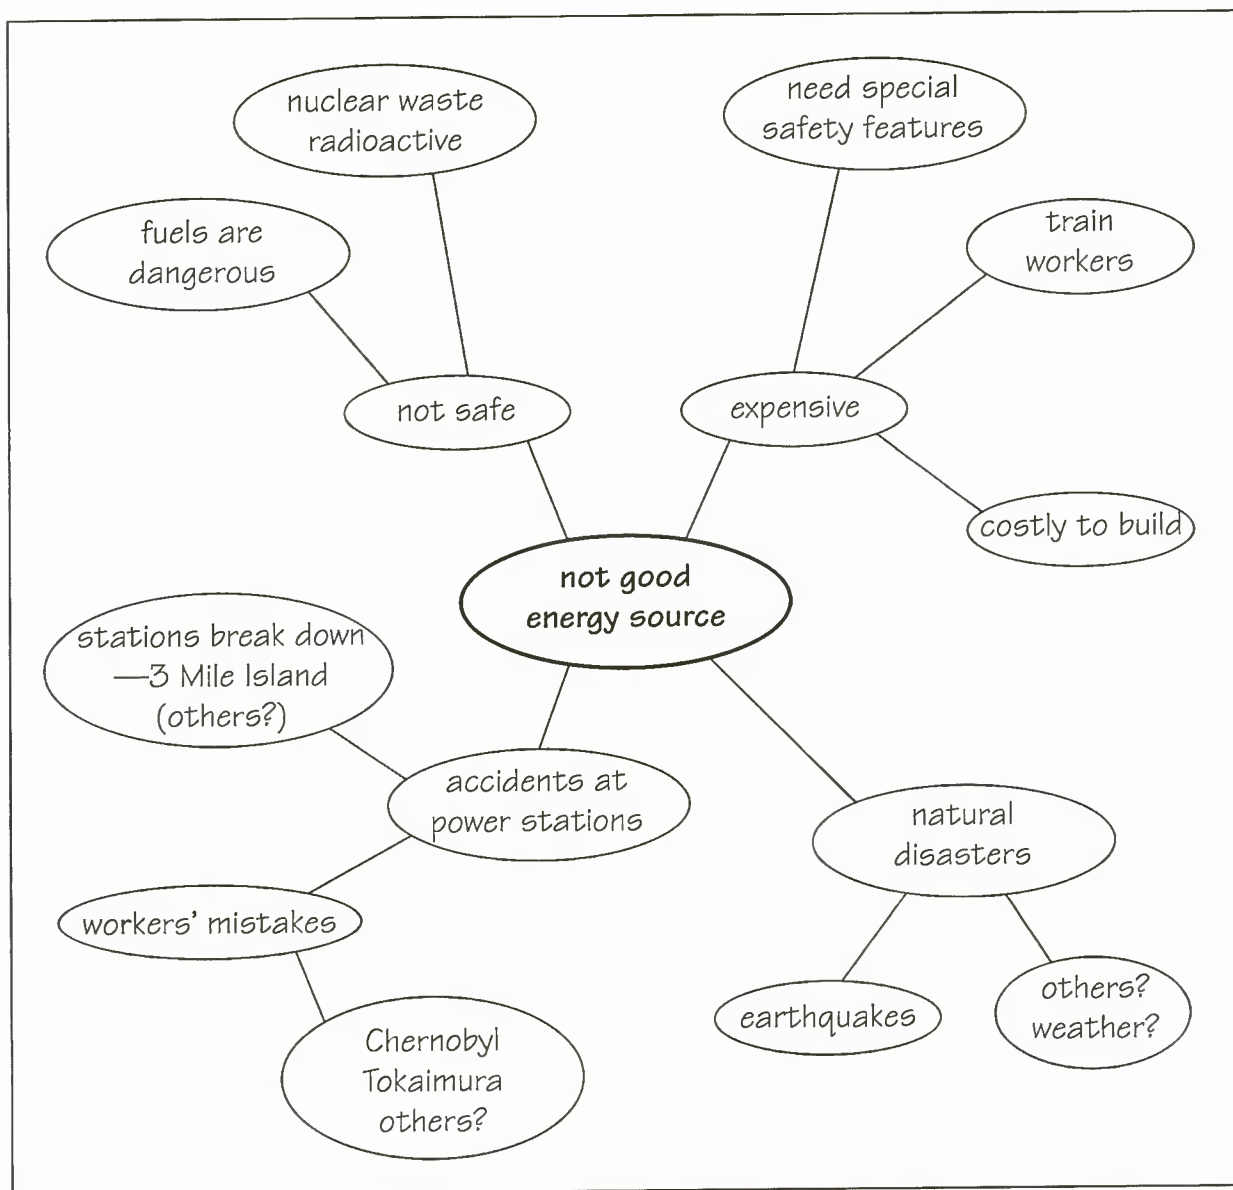 nuclear waste
radioactive
need special
safety features
fuels are
dangerous
train
workers
not safe
expensive
costly to build
not good
energy source
stations break down
—3 Mile Island
(others?)
accidents at
power stations
natural
disasters
workers' mistakes
earthquakes
others?
weather?
Chernobyl
Tokaimura
others?